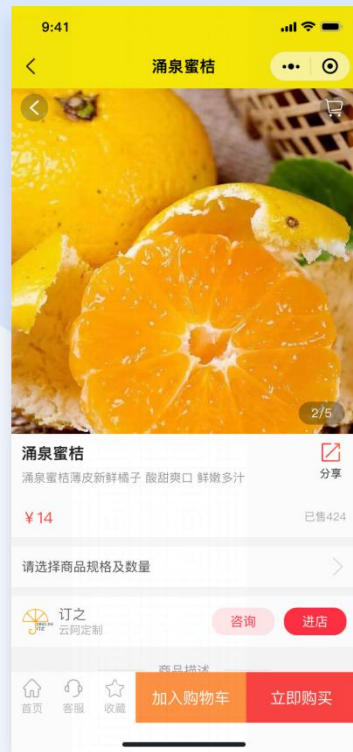 9:41
涌泉蜜桔
2/5
涌泉蜜桔
涌泉蜜桔薄皮新鲜橘子 酸甜爽口 鲜嫩多汁
分享
￥14
已售424
请选择商品规格及数量
订之
云阿定制
咨询
进店
商品描述
首页
客服
收藏
加入购物车
立即购买